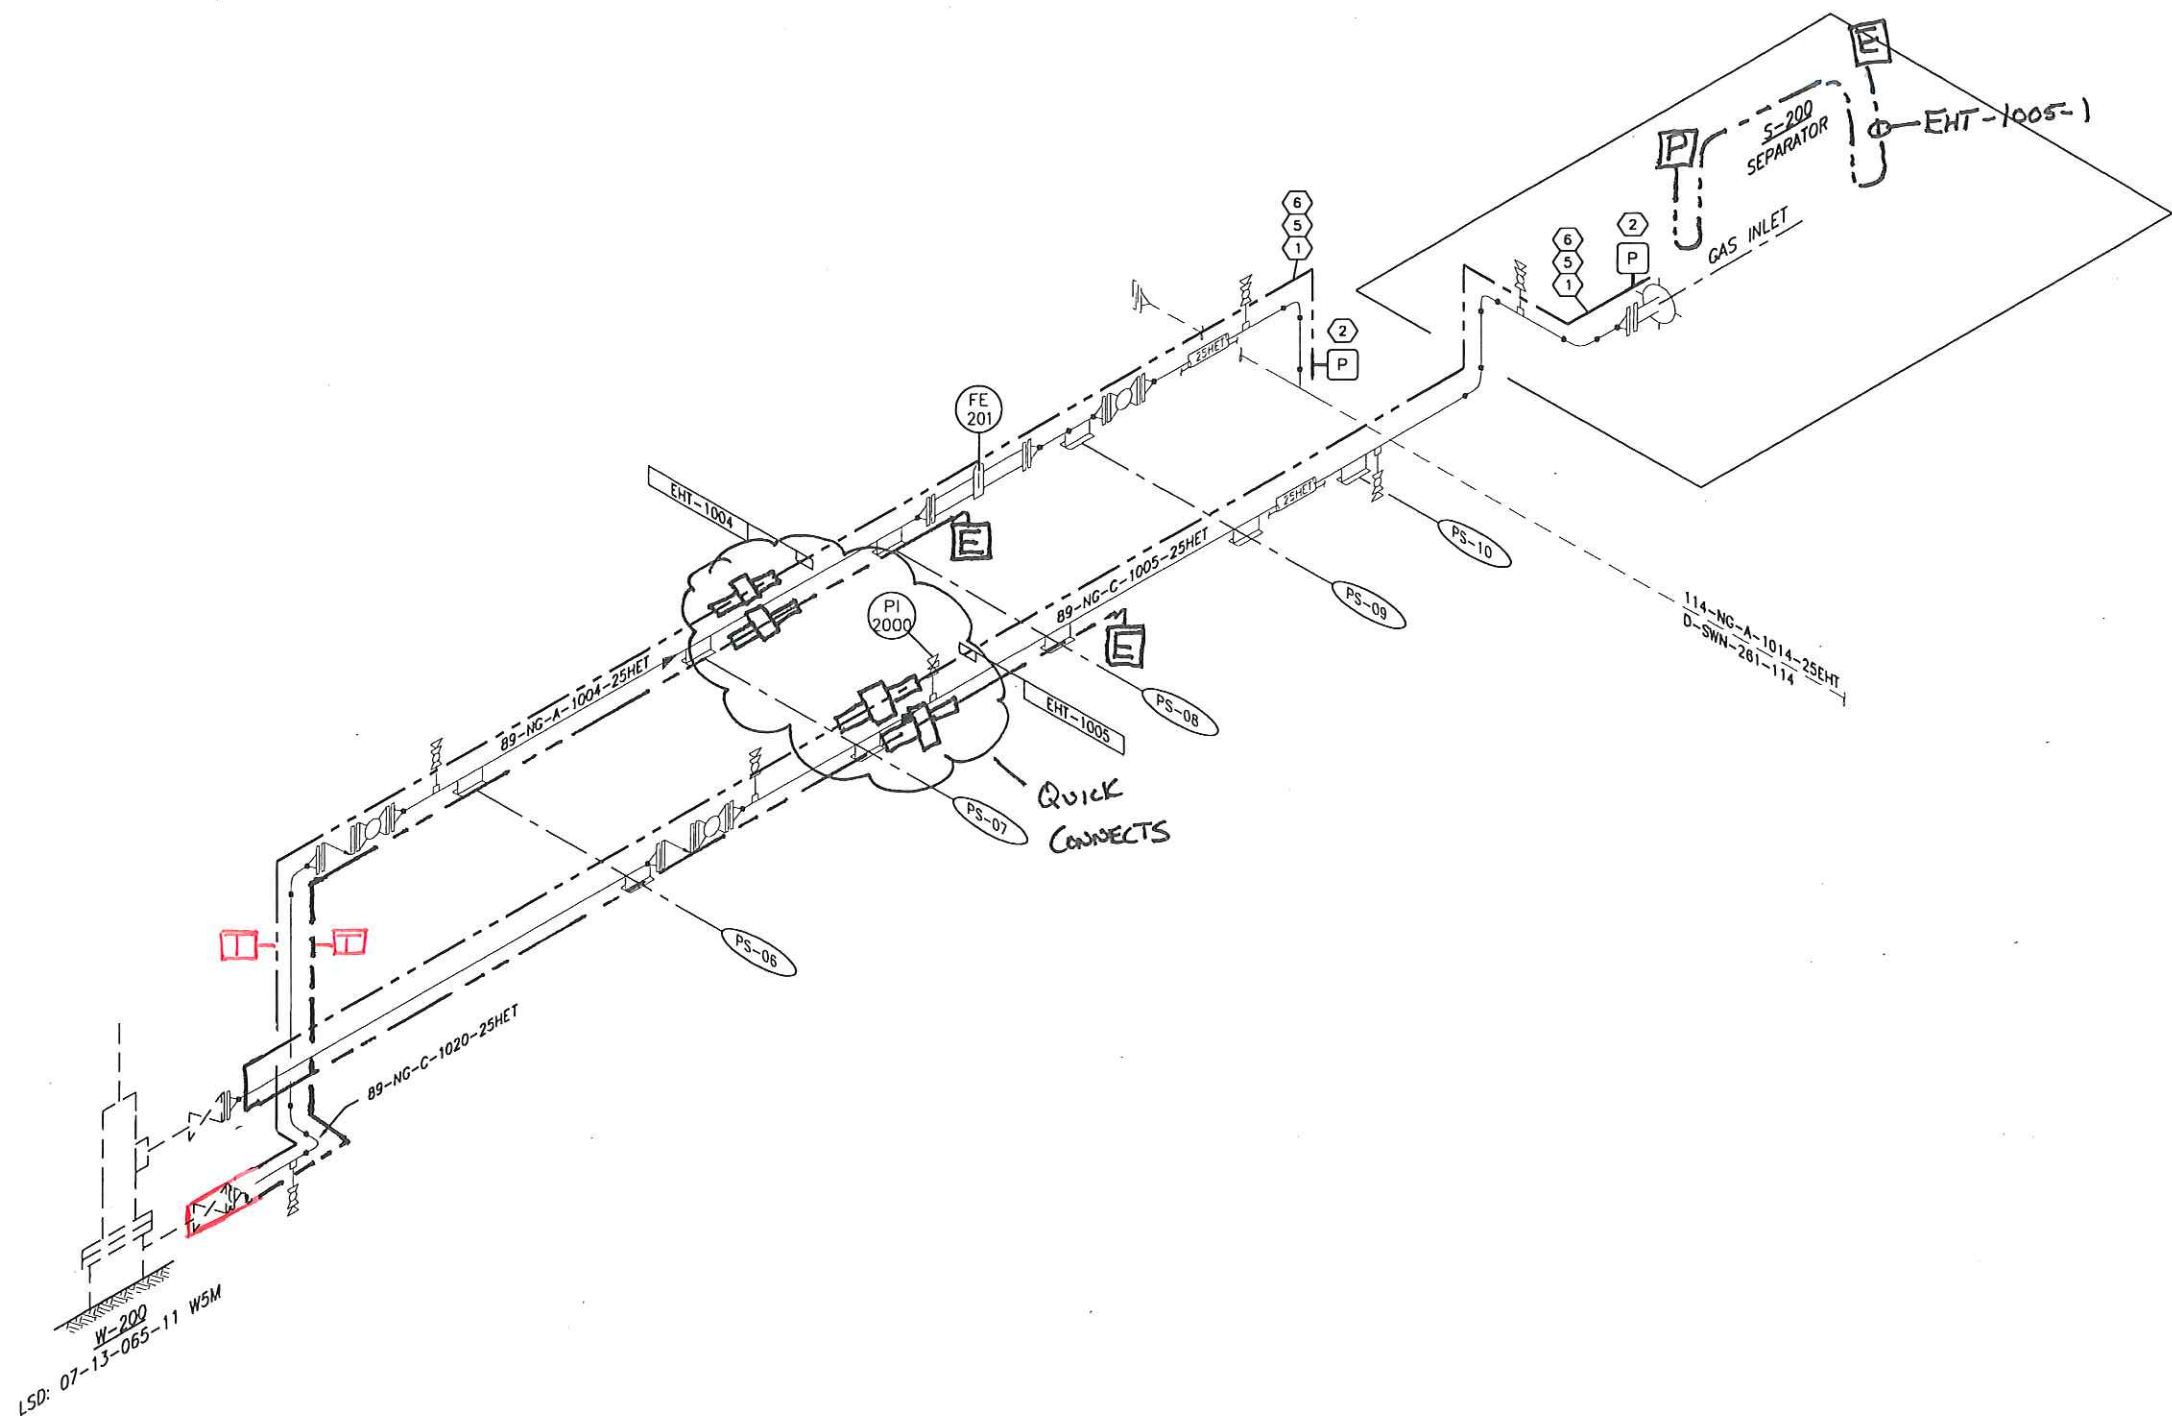 E
S-200
SEPARATOR
EHT-1005-1
P
GAS INLET
6
5
1
2
P
6
5
1
2
P
25HET
FE
201
EHT-1004
E
25HET
PS-10
89-NG-C-1005-25HET
PS-09
PI
2000
E
114-NG-A-1014-25EHT
D-SWN-261-114
89-NG-A-1004-25HET
PS-08
EHT-1005
QUICK
CONNECTS
PS-07
T
T
PS-06
89-NG-C-1020-25HET
W-200
LSD: 07-13-065-11 W5M